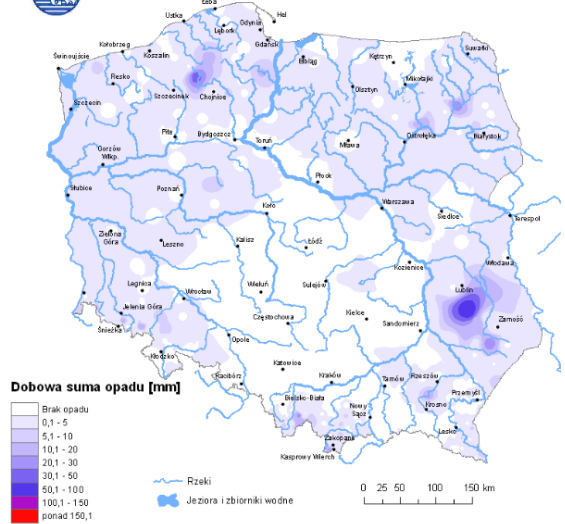 Łeba
Ustka
Hel
Lębork
Gdynia
Kołobrzeg
Koszalin
Gdańsk
Elbląg
Kętrzyn
Suwałki
Świnoujście
Resko
Mikołajki
Szczecinek
Chojnice
Olsztyn
Szczecin
Ostrołęka
Białystok
Piła
Bydgoszcz
Toruń
Mława
Gorzów
Wlkp.
Płock
Słubice
Poznań
Koło
Warszawa
Siedlce
Terespol
Zielona
Góra
Leszno
Kalisz
Łódź
Kozienice
Włodawa
Legnica
Wrocław
Wieluń
Sulejów
Lublin
Jelenia Góra
Śnieżka
Częstochowa
Kielce
Sandomierz
Zamość
Kłodzko
Opole
Racibórz
Katowice
Kraków
Tarnów
Rzeszów
Przemyśl
Bielsko-Biała
Nowy
Sącz
Krosno
Lesko
Zakopane
Kasprowy Wierch
Dobowa suma opadu [mm]
Brak opadu
0,1 - 5
5,1 - 10
10,1 - 20
20,1 - 30
30,1 - 50
50,1 - 100
100,1 - 150
ponad 150,1
Rzeki
Jeziora i zbiorniki wodne
0 25 50 100 150 km